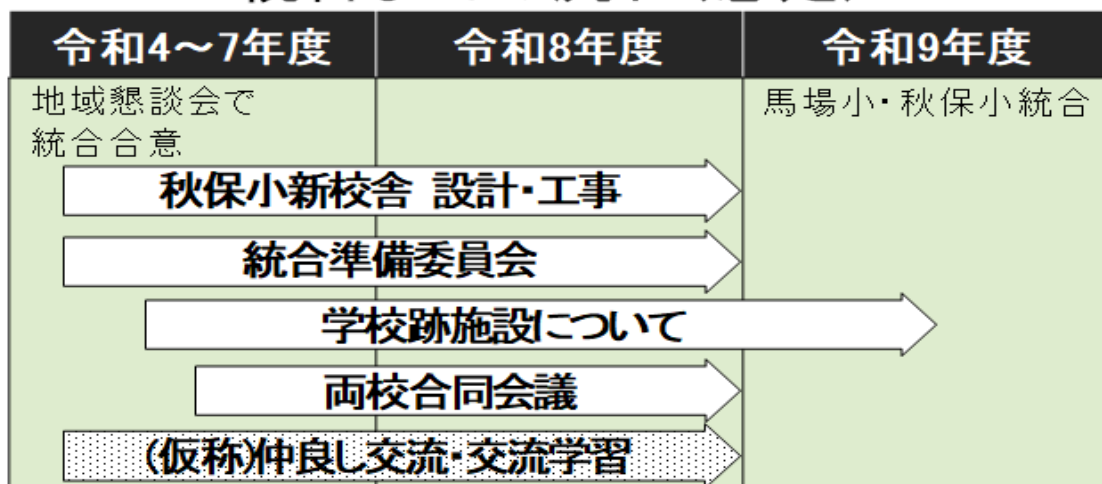 令和4～7年度
令和8年度
令和9年度
地域懇談会で
統合合意
馬場小・秋保小統合
秋保小新校舎 設計・工事
統合準備委員会
学校跡施設について
両校合同会議
(仮称)仲良し交流・交流学習